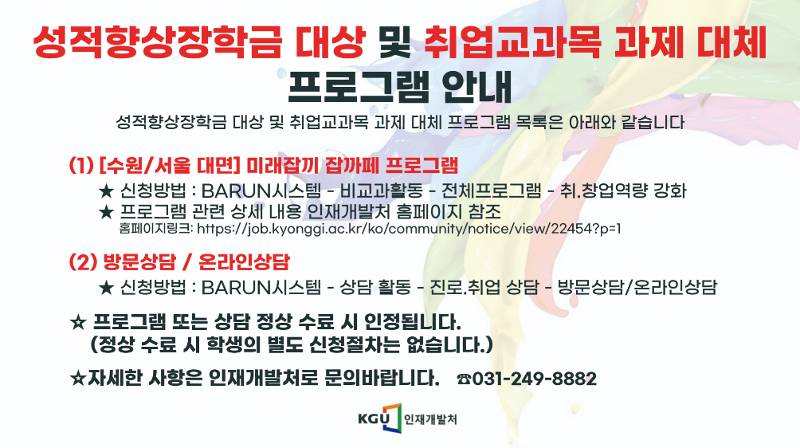 성적향상장학금 대상 및 취업교과목 과제 대체
프로그램 안내
성적향상장학금 대상 및 취업교과목 과제 대체 프로그램 목록은 아래와 같습니다
(1) [수원/서울 대면] 미래잡끼 잡까페 프로그램
★ 신청방법 : BARUN시스템 - 비교과활동 - 전체프로그램 - 취.창업역량 강화
★ 프로그램 관련 상세 내용 인재개발처 홈페이지 참조
홈페이지링크: https://job.kyonggi.ac.kr/ko/community/notice/view/22454?p=1
(2) 방문상담 / 온라인상담
★ 신청방법 : BARUN시스템 - 상담 활동 - 진로.취업 상담 - 방문상담/온라인상담
☆ 프로그램 또는 상담 정상 수료 시 인정됩니다.
(정상 수료 시 학생의 별도 신청절차는 없습니다.)
☆자세한 사항은 인재개발처로 문의바랍니다. ☎031-249-8882
KGU 인재개발처